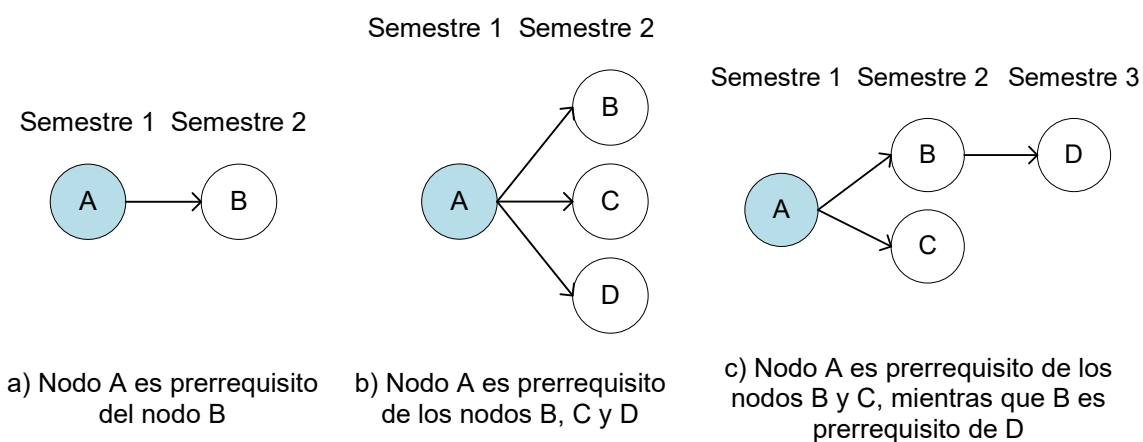 Semestre 1 Semestre 2
A
B
a) Nodo A es prerrequisito
del nodo B
Semestre 1 Semestre 2
B
A
C
D
b) Nodo A es prerrequisito
de los nodos B, C y D
Semestre 1 Semestre 2 Semestre 3
B
D
A
C
c) Nodo A es prerrequisito de los
nodos B y C, mientras que B es
prerrequisito de D